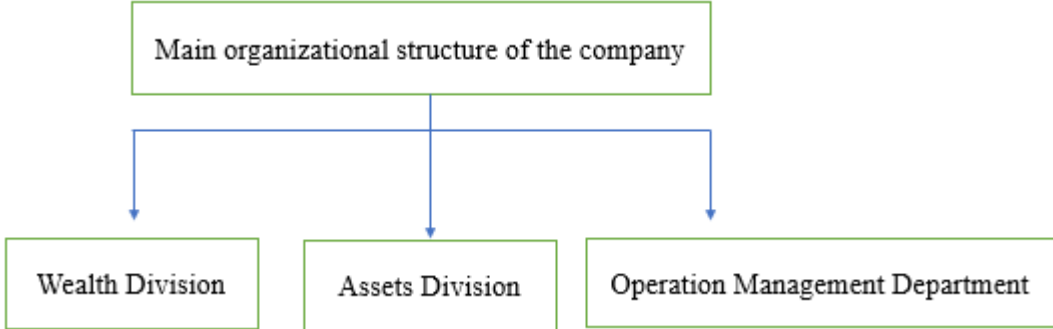 Main organizational structure of the company
Wealth Division
Assets Division
Operation Management Department